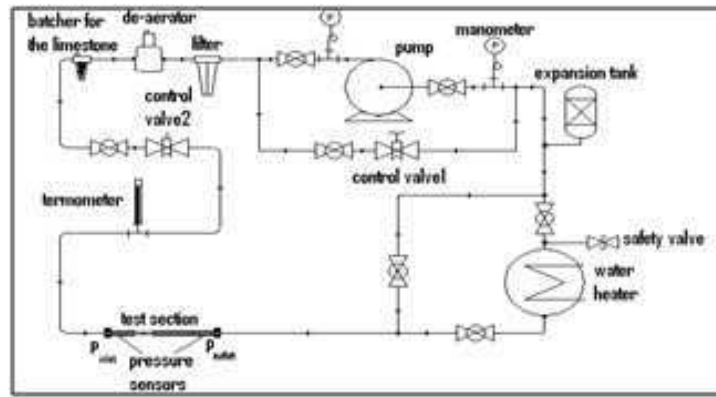 batcher for
the limestone
de-aerator
filter
P
pump
manometer
P
expansion tank
control
valve2
control valve1
termometer
safety valve
water
heater
test section
P inlet
pressure
sensors
P outlet